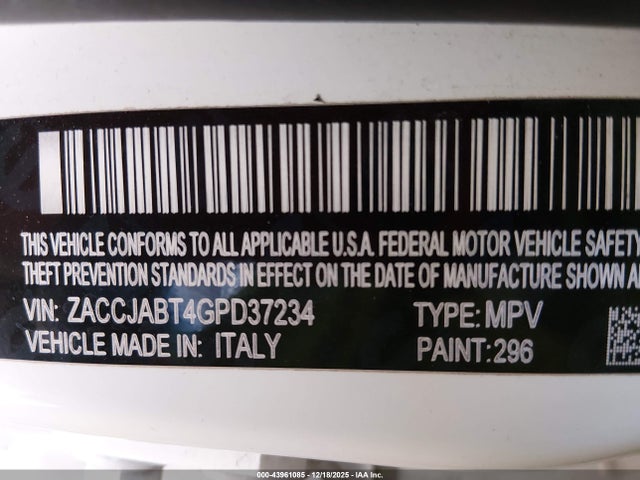 THIS VEHICLE CONFORMS TO ALL APPLICABLE U.S.A. FEDERAL MOTOR VEHICLE SAFETY
THEFT PREVENTION STANDARDS IN EFFECT ON THE DATE OF MANUFACTURE SHOWN
VIN: ZACCJABT4GPD37234 TYPE: MPV
VEHICLE MADE IN: ITALY PAINT: 296
000-43961085 - 12/18/2025 - IAA Inc.